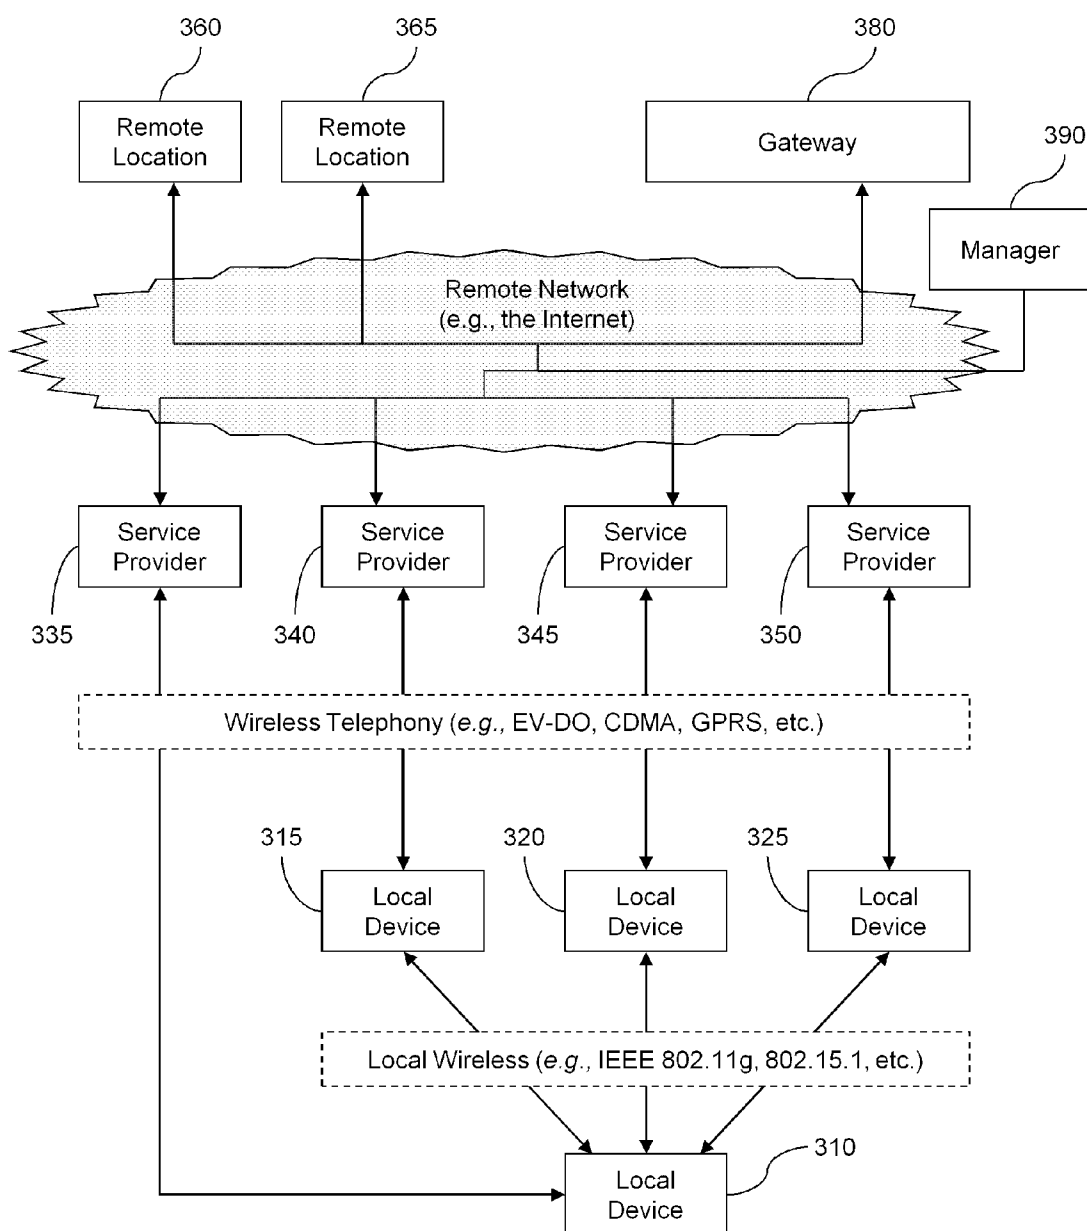 360
365
380
Remote
Location
Remote
Location
Gateway
390
Manager
Remote Network
(e.g., the Internet)
Service
Provider
Service
Provider
Service
Provider
Service
Provider
335
340
345
350
Wireless Telephony (e.g., EV-DO, CDMA, GPRS, etc.)
315
320
325
Local
Device
Local
Device
Local
Device
Local Wireless (e.g., IEEE 802.11g, 802.15.1, etc.)
310
Local
Device